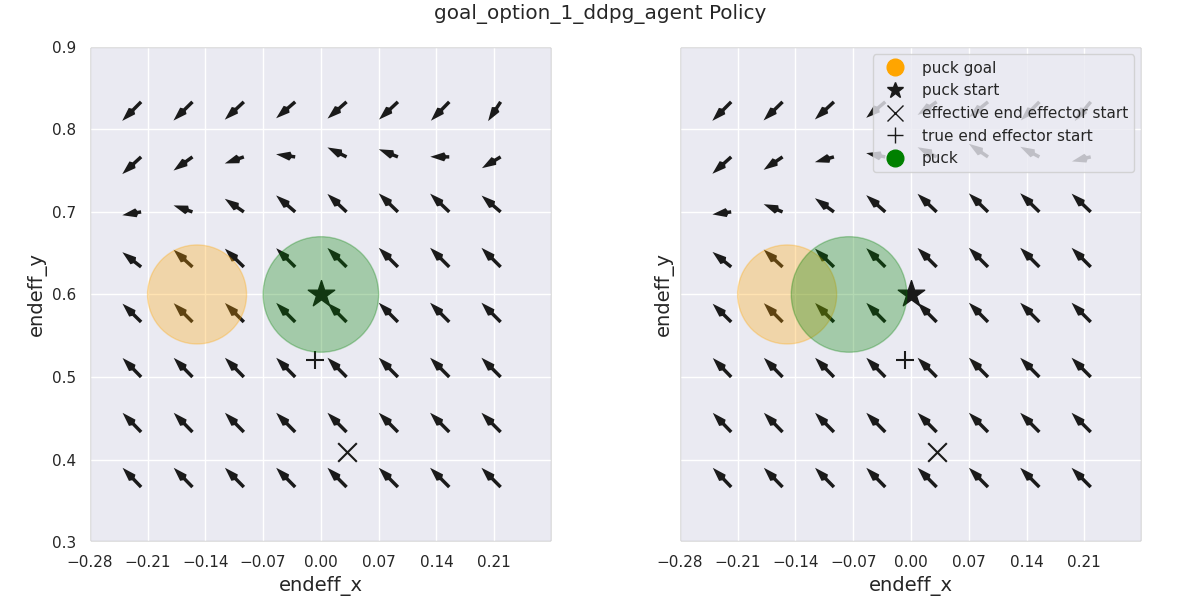 goal_option_1_ddpg_agent Policy
0.9
0.8
0.7
0.6
0.5
0.4
0.3
endeff_y
−0.28 −0.21 −0.14 −0.07 0.00 0.07 0.14 0.21
endeff_x
puck goal
puck start
effective end effector start
true end effector start
puck
endeff_y
−0.28 −0.21 −0.14 −0.07 0.00 0.07 0.14 0.21
endeff_x